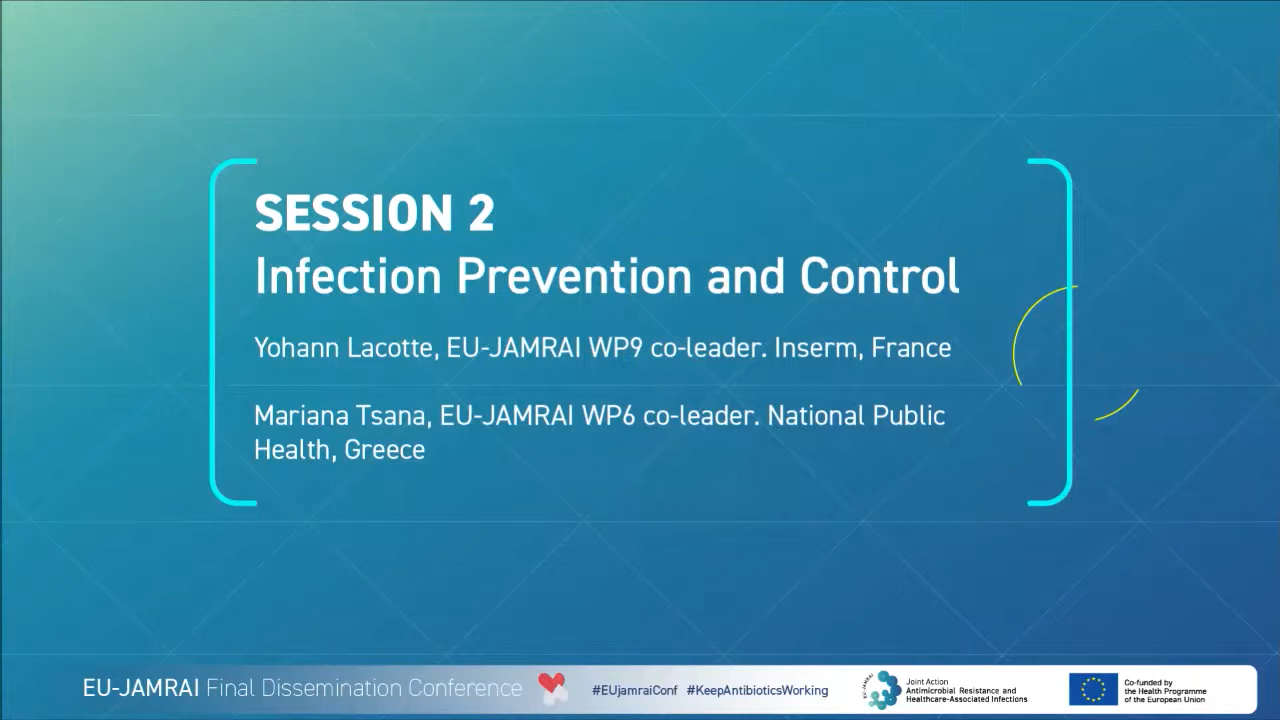 SESSION 2
Infection Prevention and Control
Yohann Lacotte, EU-JAMRAI WP9 co-leader. Inserm, France
Mariana Tsana, EU-JAMRAI WP6 co-leader. National Public
Health, Greece
EU-JAMRAI Final Dissemination Conference
#EUjamraiConf #KeepAntibioticsWorking
EU-JAMRAI
Joint Action
Antimicrobial Resistance and
Healthcare-Associated Infections
Co-funded by
the Health Programme
of the European Union